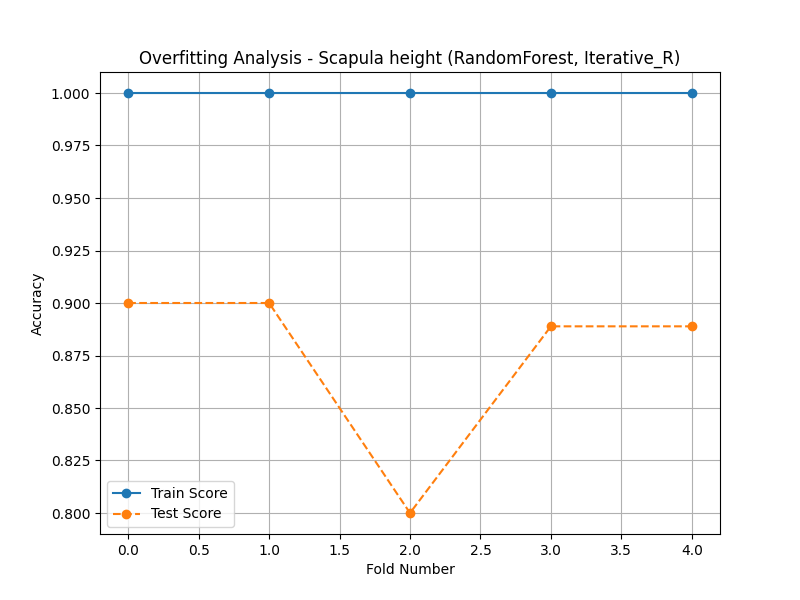 Overfitting Analysis - Scapula height (RandomForest, Iterative_R)
1.000
0.975
0.950
0.925
0.900
0.875
0.850
0.825
0.800
Accuracy
Train Score
Test Score
0.0 0.5 1.0 1.5 2.0 2.5 3.0 3.5 4.0
Fold Number